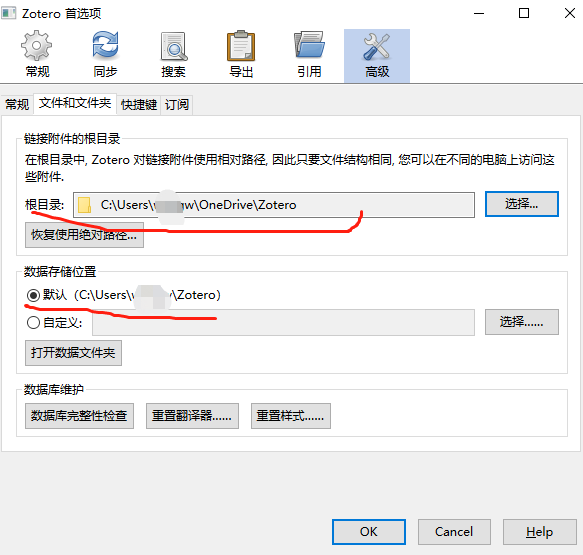 Zotero 首选项
常规 同步 搜索 导出 引用 高级
常规 文件和文件夹 快捷键 订阅
链接附件的根目录
在根目录中, Zotero 对链接附件使用相对路径, 因此只要文件结构相同, 您可以在不同的电脑上访问这
些附件.
根目录: C:\Users\ \OneDrive\Zotero 选择...
恢复使用绝对路径...
数据存储位置
默认（C:\Users\ \Zotero）
自定义: 选择......
打开数据文件夹
数据库维护
数据库完整性检查 重置翻译器...... 重置样式......
OK Cancel Help